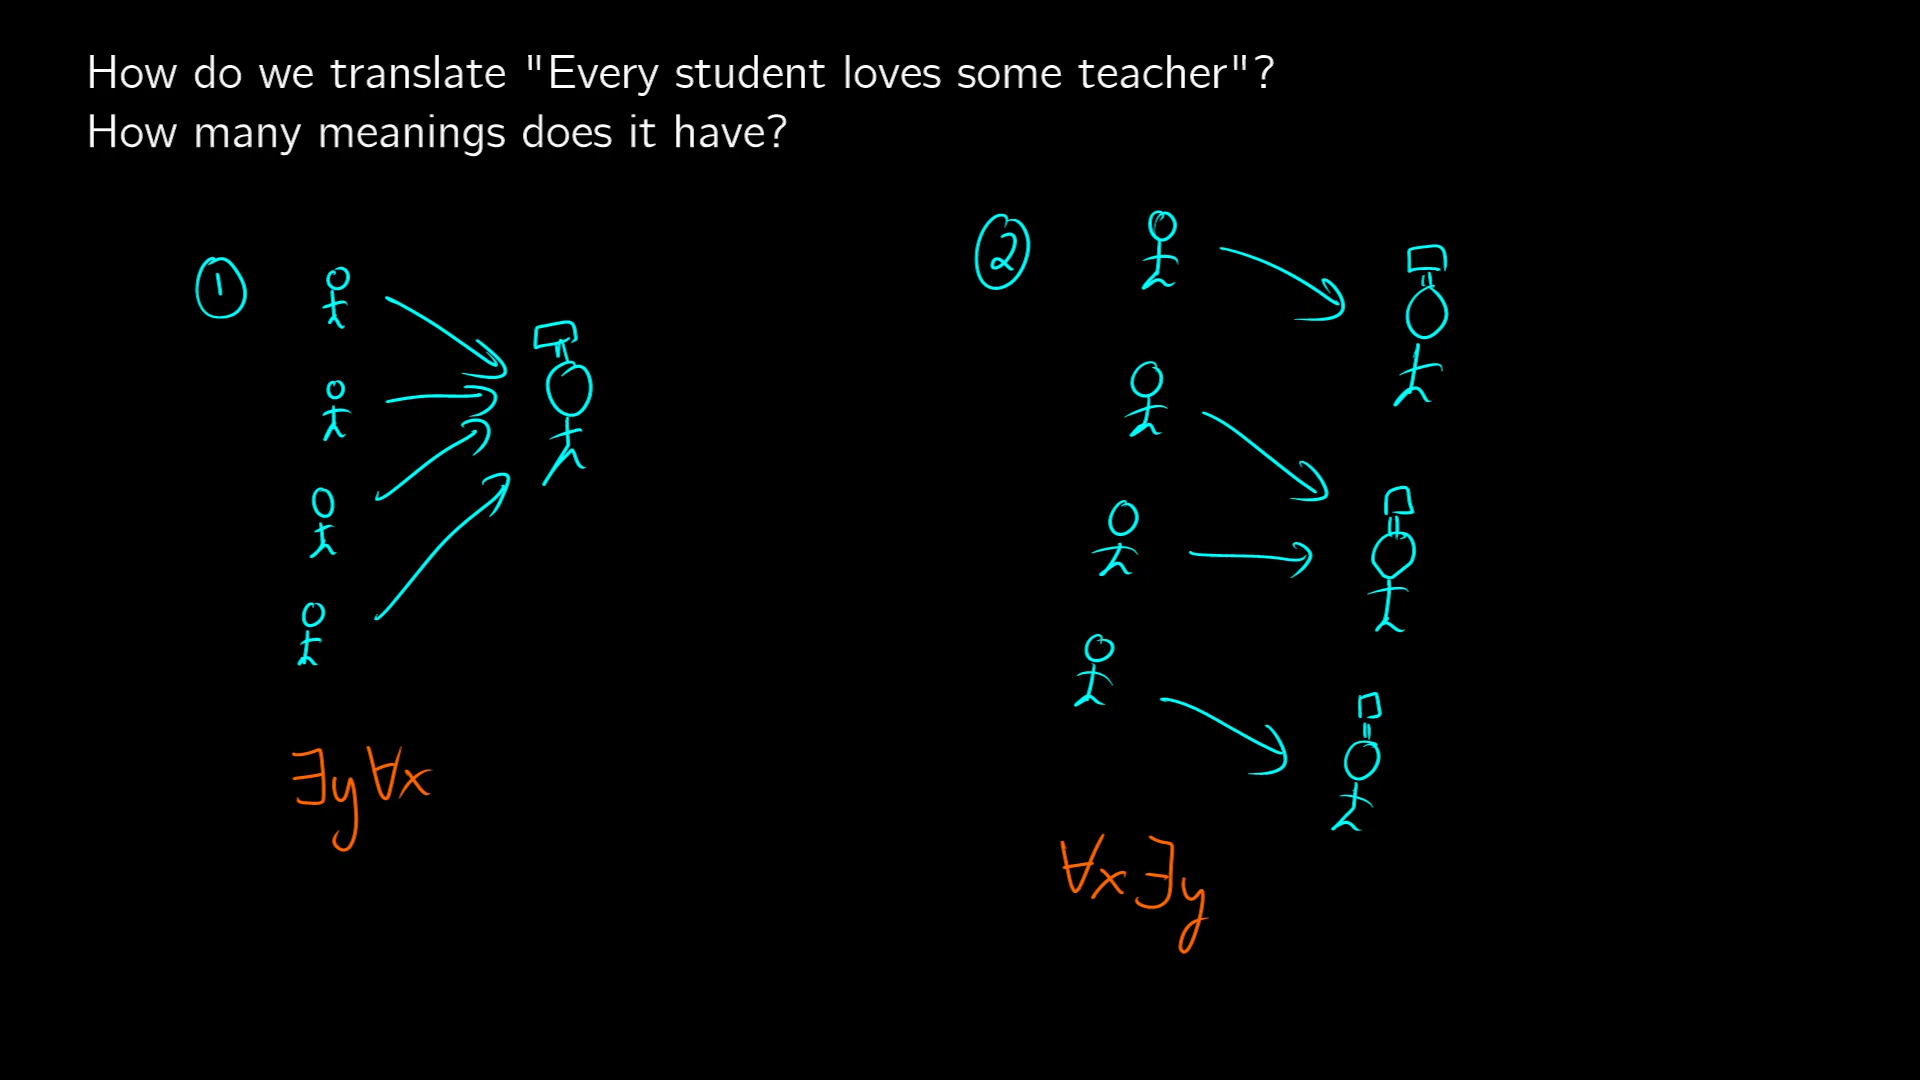 How do we translate "Every student loves some teacher"?
How many meanings does it have?
1
2
∃y∀x
∀x∃y